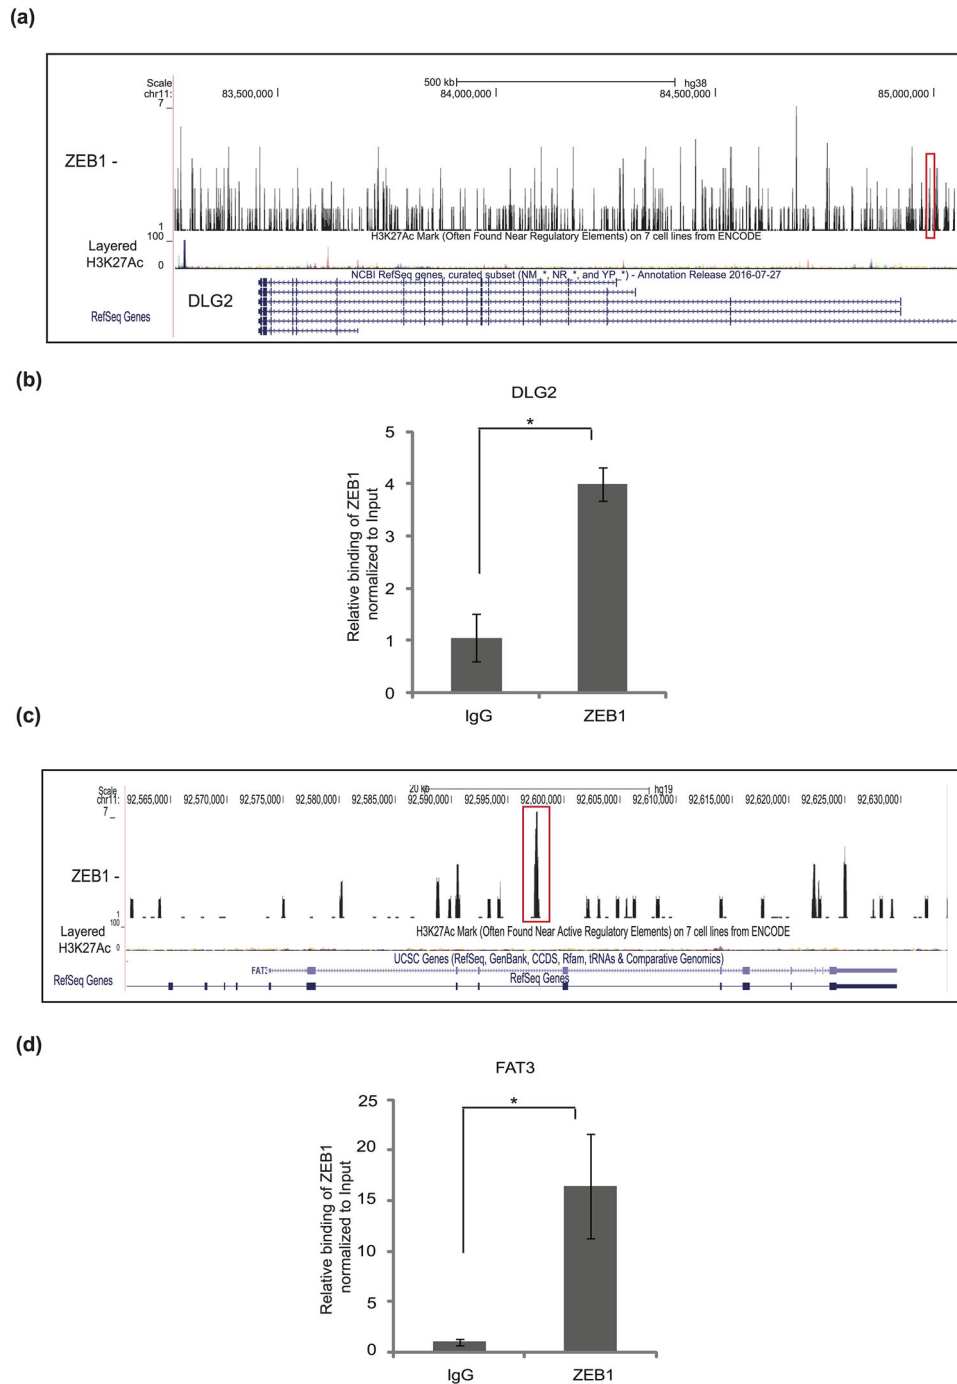 (a)
Scale 500 kb hg38
chr11: 83,500,000 84,000,000 84,500,000 85,000,000
7
ZEB1 -
1
H3K27Ac Mark (Often Found Near Regulatory Elements) on 7 cell lines from ENCODE
100
Layered
H3K27Ac 0
NCBI RefSeq genes, curated subset (NM_*, NR_*, and YP_*) - Annotation Release 2016-07-27
DLG2
RefSeq Genes
(b)
DLG2
*
Relative binding of ZEB1
normalized to Input
5
4
3
2
1
0
IgG ZEB1
(c)
Scale 20 kb hg19
chr11: 92,565,000 92,570,000 92,575,000 92,580,000 92,585,000 92,590,000 92,595,000 92,600,000 92,605,000 92,610,000 92,615,000 92,620,000 92,625,000 92,630,000
7
ZEB1 -
1
100
Layered H3K27Ac Mark (Often Found Near Active Regulatory Elements) on 7 cell lines from ENCODE
H3K27Ac 0
UCSC Genes (RefSeq, GenBank, CCDS, Rfam, tRNAs & Comparative Genomics)
FAT3
RefSeq Genes
RefSeq Genes
(d)
FAT3
*
Relative binding of ZEB1
normalized to Input
25
20
15
10
5
0
IgG ZEB1